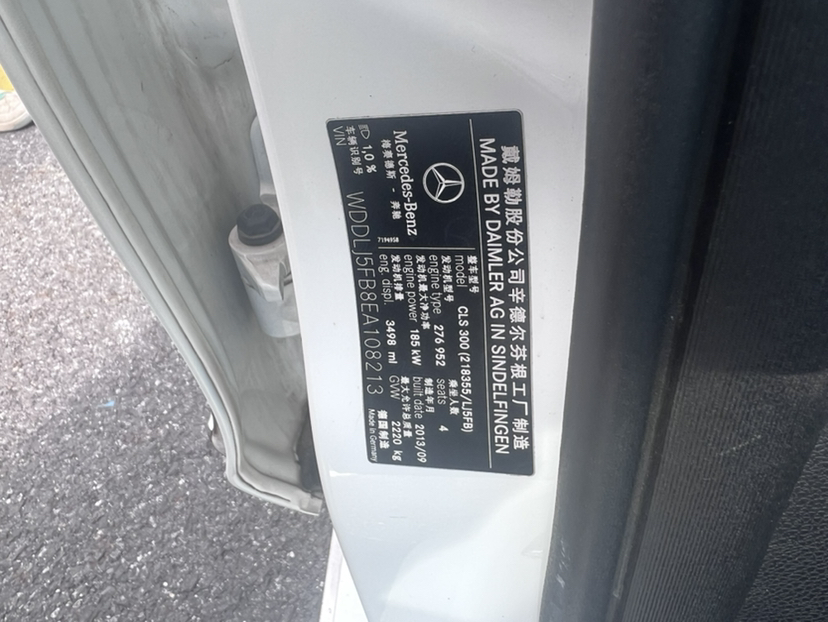 戴姆勒股份公司辛德尔芬根工厂制造
MADE BY DAIMLER AG IN SINDELFINGEN
Mercedes-Benz
梅赛德斯 - 奔驰
7194958
整车型号
model CLS 300 (218355/LJ5FB)
发动机型号 乘坐人数
engine type 276 952 seats 4
发动机最大净功率 制造年月
engine power 185 kW built date 2013/09
发动机排量 最大允许总质量
eng. displ. 3498 ml GVW 2220 kg
1,0 %
车辆识别号
VIN WDDLJ5FB8EA108213
德国制造
Made in Germany